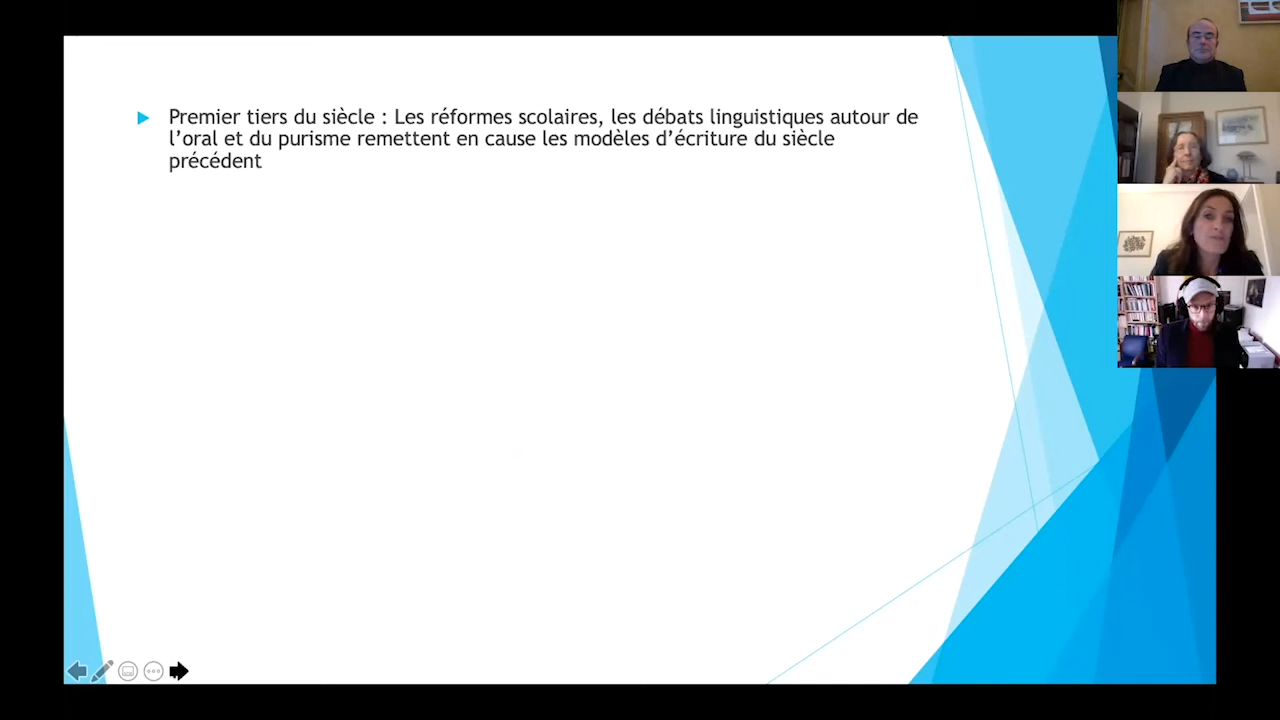 Premier tiers du siècle : Les réformes scolaires, les débats linguistiques autour de
l’oral et du purisme remettent en cause les modèles d’écriture du siècle
précédent